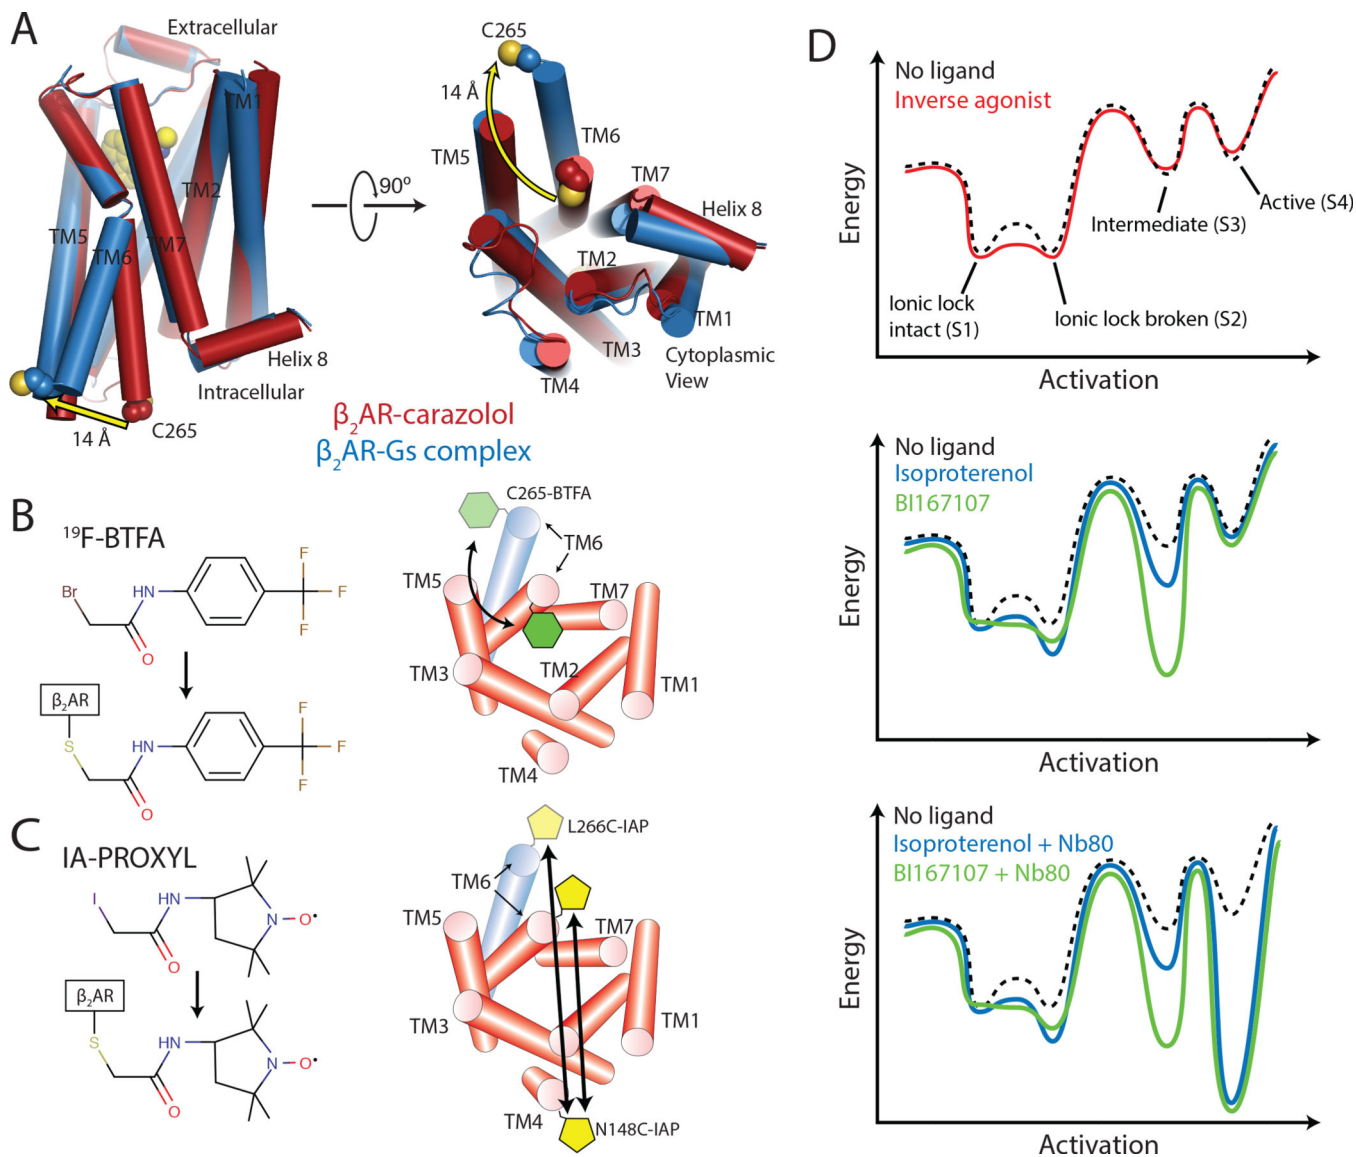 A
Extracellular
TM1
TM2
TM5
TM6
TM7
Helix 8
Intracellular
14 Å
C265
90°
C265
14 Å
TM6
TM5
TM7
Helix 8
TM2
TM1
TM3
Cytoplasmic
View
TM4
β₂AR-carazolol
β₂AR-Gs complex
B
¹⁹F-BTFA
Br
HN
O
F
F
F
β₂AR
S
HN
O
F
F
F
C265-BTFA
TM6
TM5
TM7
TM3
TM2
TM1
TM4
C
IA-PROXYL
I
NH
O
N
O•
β₂AR
S
NH
O
N
O•
L266C-IAP
TM6
TM5
TM7
TM3
TM1
TM4
N148C-IAP
D
No ligand
Inverse agonist
Energy
Intermediate (S3)
Active (S4)
Ionic lock
intact (S1)
Ionic lock broken (S2)
Activation
No ligand
Isoproterenol
BI167107
Energy
Activation
No ligand
Isoproterenol + Nb80
BI167107 + Nb80
Energy
Activation